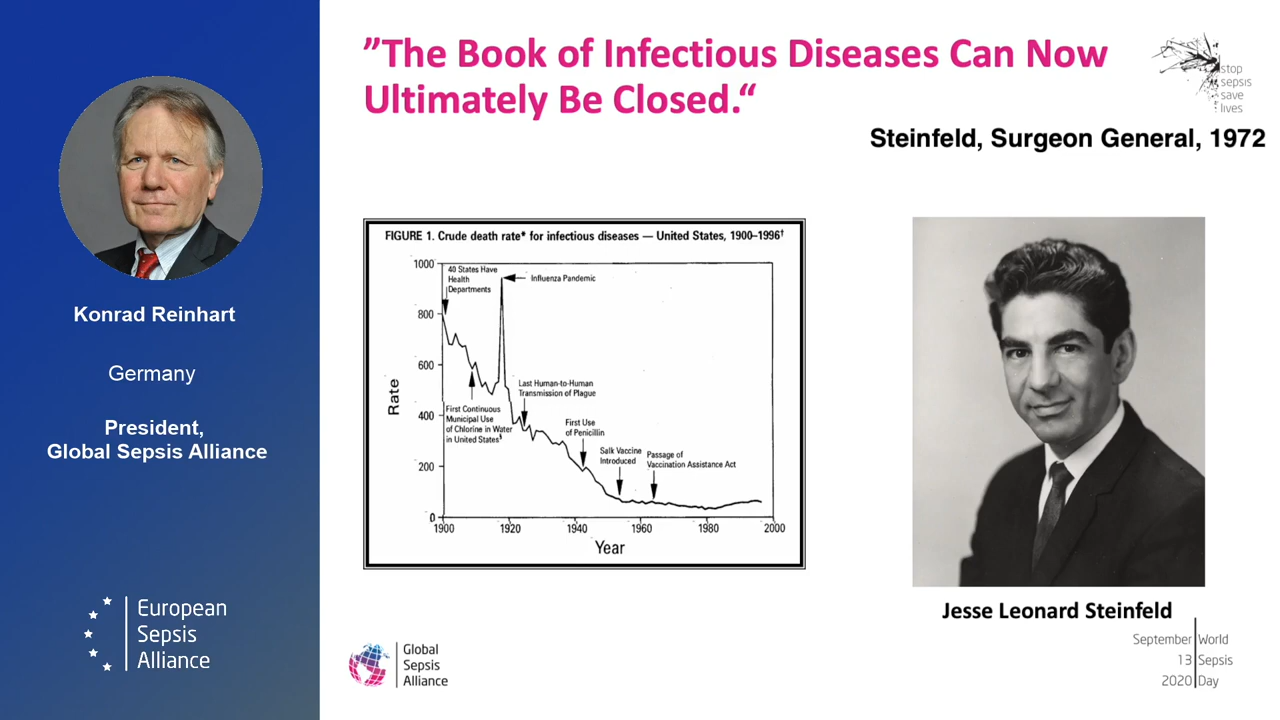 ”The Book of Infectious Diseases Can Now
Ultimately Be Closed.“
Steinfeld, Surgeon General, 1972
stop
sepsis
save
lives
Konrad Reinhart
Germany
President,
Global Sepsis Alliance
European
Sepsis
Alliance
FIGURE 1. Crude death rate* for infectious diseases — United States, 1900–1996†
Rate
1000
800
600
400
200
0
40 States Have
Health
Departments
Influenza Pandemic
First Continuous
Municipal Use
of Chlorine in Water
in United States§
Last Human-to-Human
Transmission of Plague
First Use
of Penicillin
Salk Vaccine
Introduced
Passage of
Vaccination Assistance Act
1900 1920 1940 1960 1980 2000
Year
Jesse Leonard Steinfeld
Global
Sepsis
Alliance
September World
13 Sepsis
2020 Day